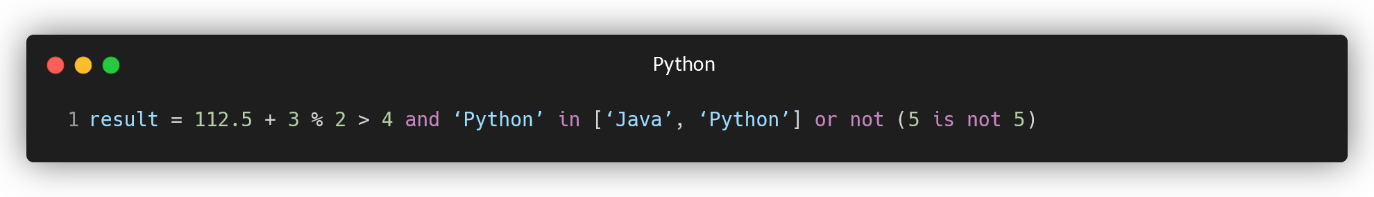 Python
1 result = 112.5 + 3 % 2 > 4 and ‘Python’ in [‘Java’, ‘Python’] or not (5 is not 5)